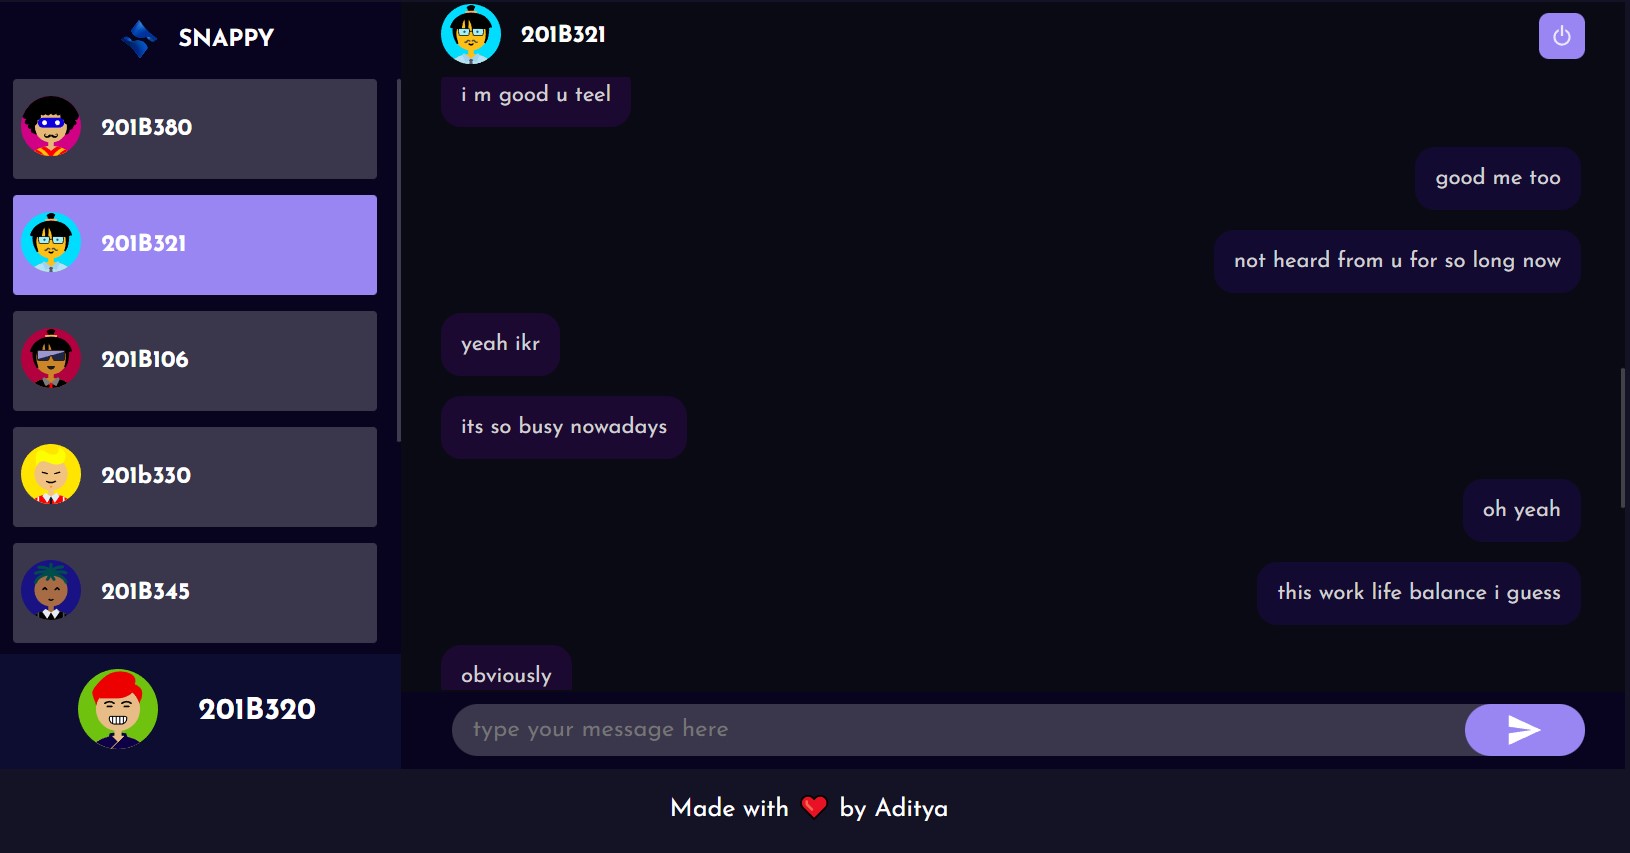 SNAPPY
201B380
201B321
201B106
201b330
201B345
201B320
201B321
i m good u teel
good me too
not heard from u for so long now
yeah ikr
its so busy nowadays
oh yeah
this work life balance i guess
obviously
type your message here
Made with ❤️ by Aditya